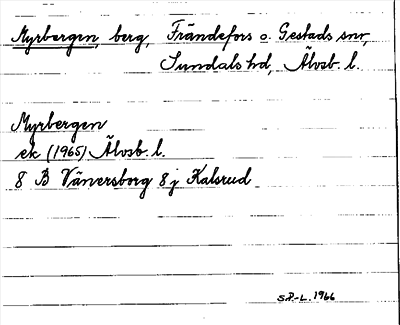 Myrbergen, berg, Frändefors o. Gestads snr,
Sundals hd, Älvsb. l.
Myrbergen
ek (1965) Älvsb. l.
8 B Vänersborg 8 j Kalsrud
S.P.-L. 1966